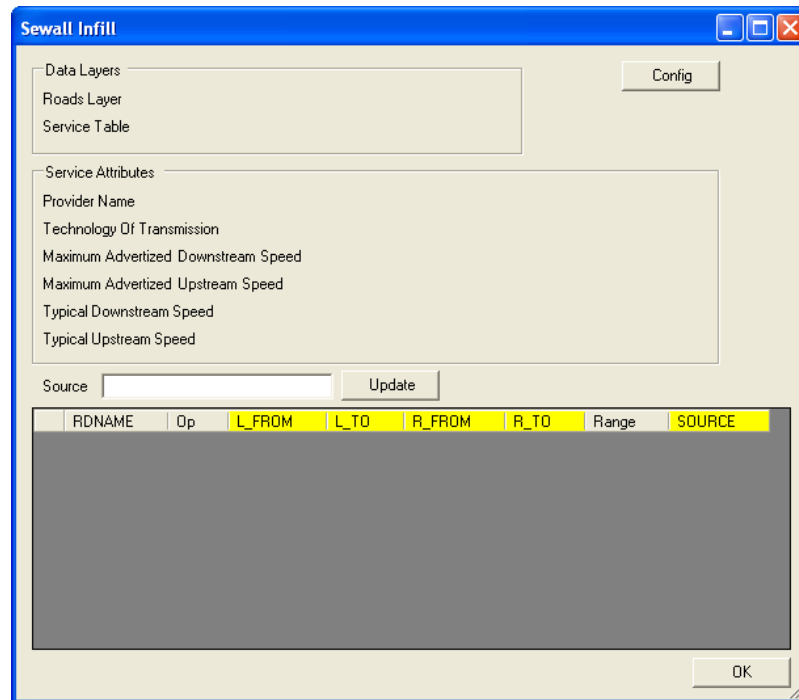 Sewall Infill
Data Layers
Config
Roads Layer
Service Table
Service Attributes
Provider Name
Technology Of Transmission
Maximum Advertized Downstream Speed
Maximum Advertized Upstream Speed
Typical Downstream Speed
Typical Upstream Speed
Source Update
RDNAME Op L_FROM L_TO R_FROM R_TO Range SOURCE
OK